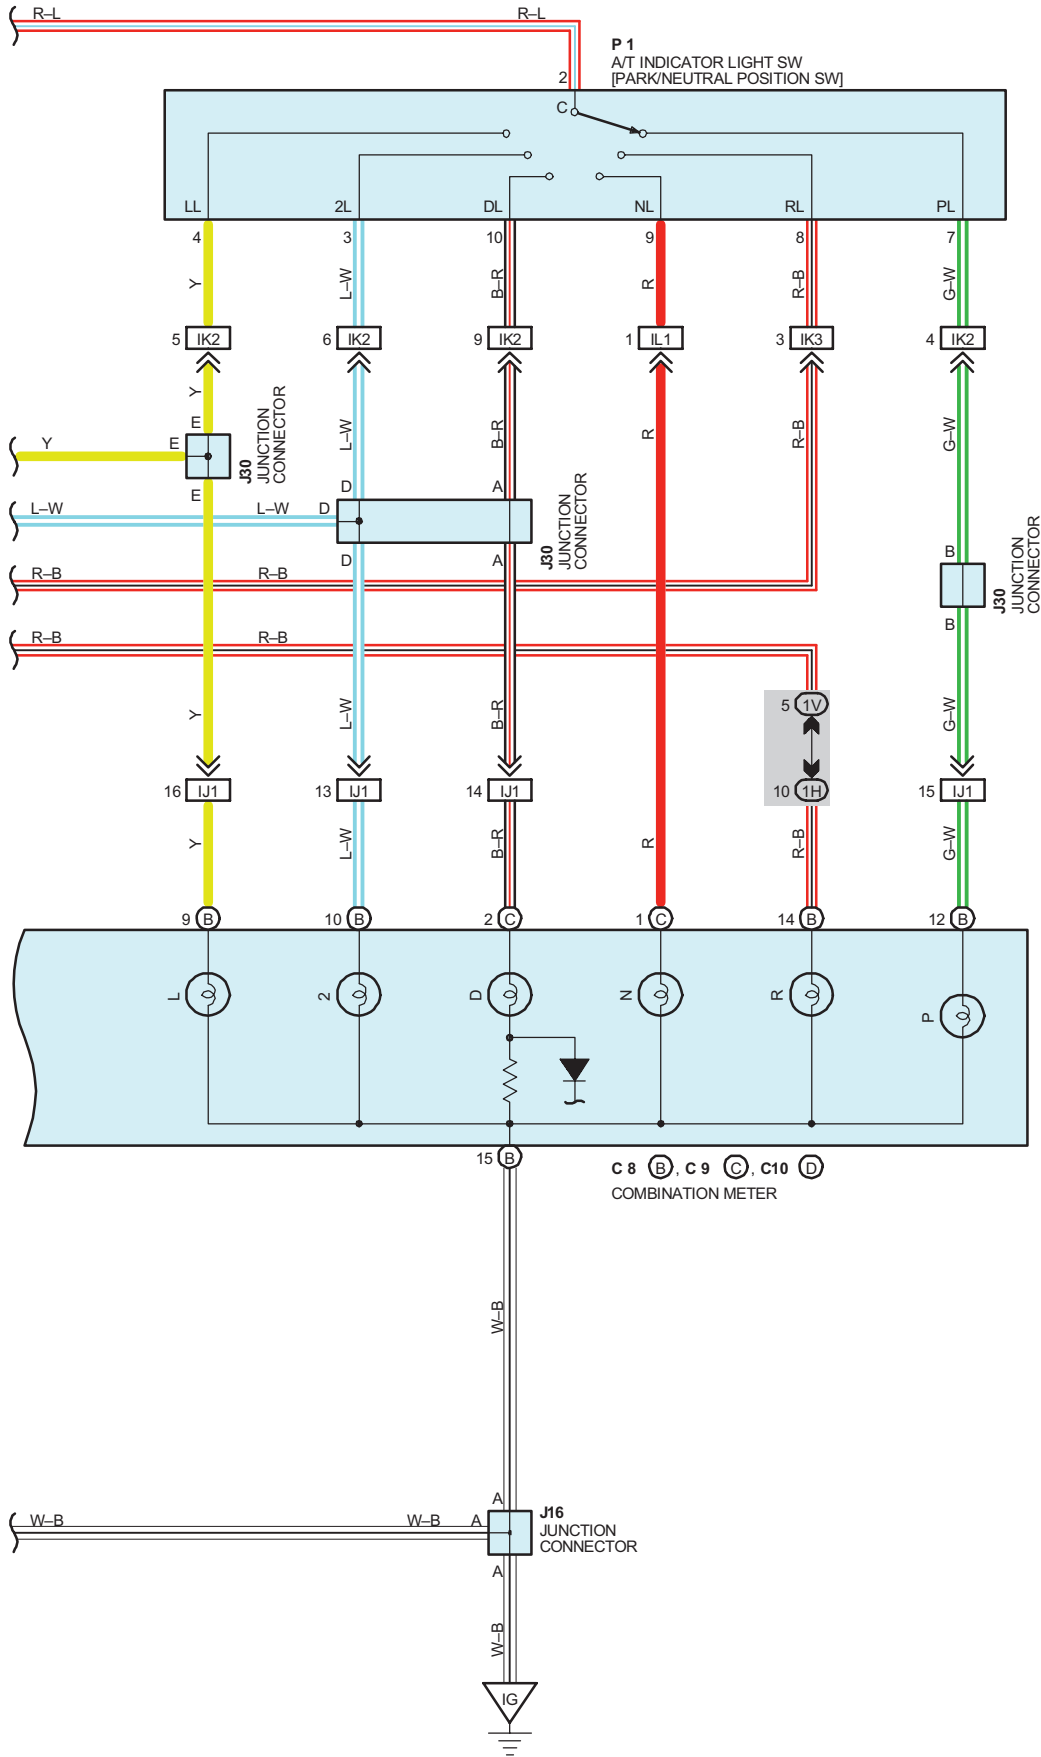 R–L R–L
P 1
A/T INDICATOR LIGHT SW
[PARK/NEUTRAL POSITION SW]
2
C
LL 2L DL NL RL PL
4 3 10 9 8 7
Y L–W B–R R R–B G–W
5 IK2 6 IK2 9 IK2 1 IL1 3 IK3 4 IK2
Y L–W B–R R R–B G–W
E
Y E
J30
JUNCTION
CONNECTOR
E
D A
L–W L–W D
J30
JUNCTION
CONNECTOR
D A
B
J30
JUNCTION
CONNECTOR
B
R–B R–B
R–B R–B
Y L–W B–R G–W
5 1V
16 IJ1 13 IJ1 14 IJ1 10 1H 15 IJ1
Y L–W B–R R R–B G–W
9 B 10 B 2 C 1 C 14 B 12 B
L 2 D N R P
15 B
C 8 B , C 9 C , C10 D
COMBINATION METER
W–B
A
J16
JUNCTION
CONNECTOR
W–B W–B A
A
W–B
IG